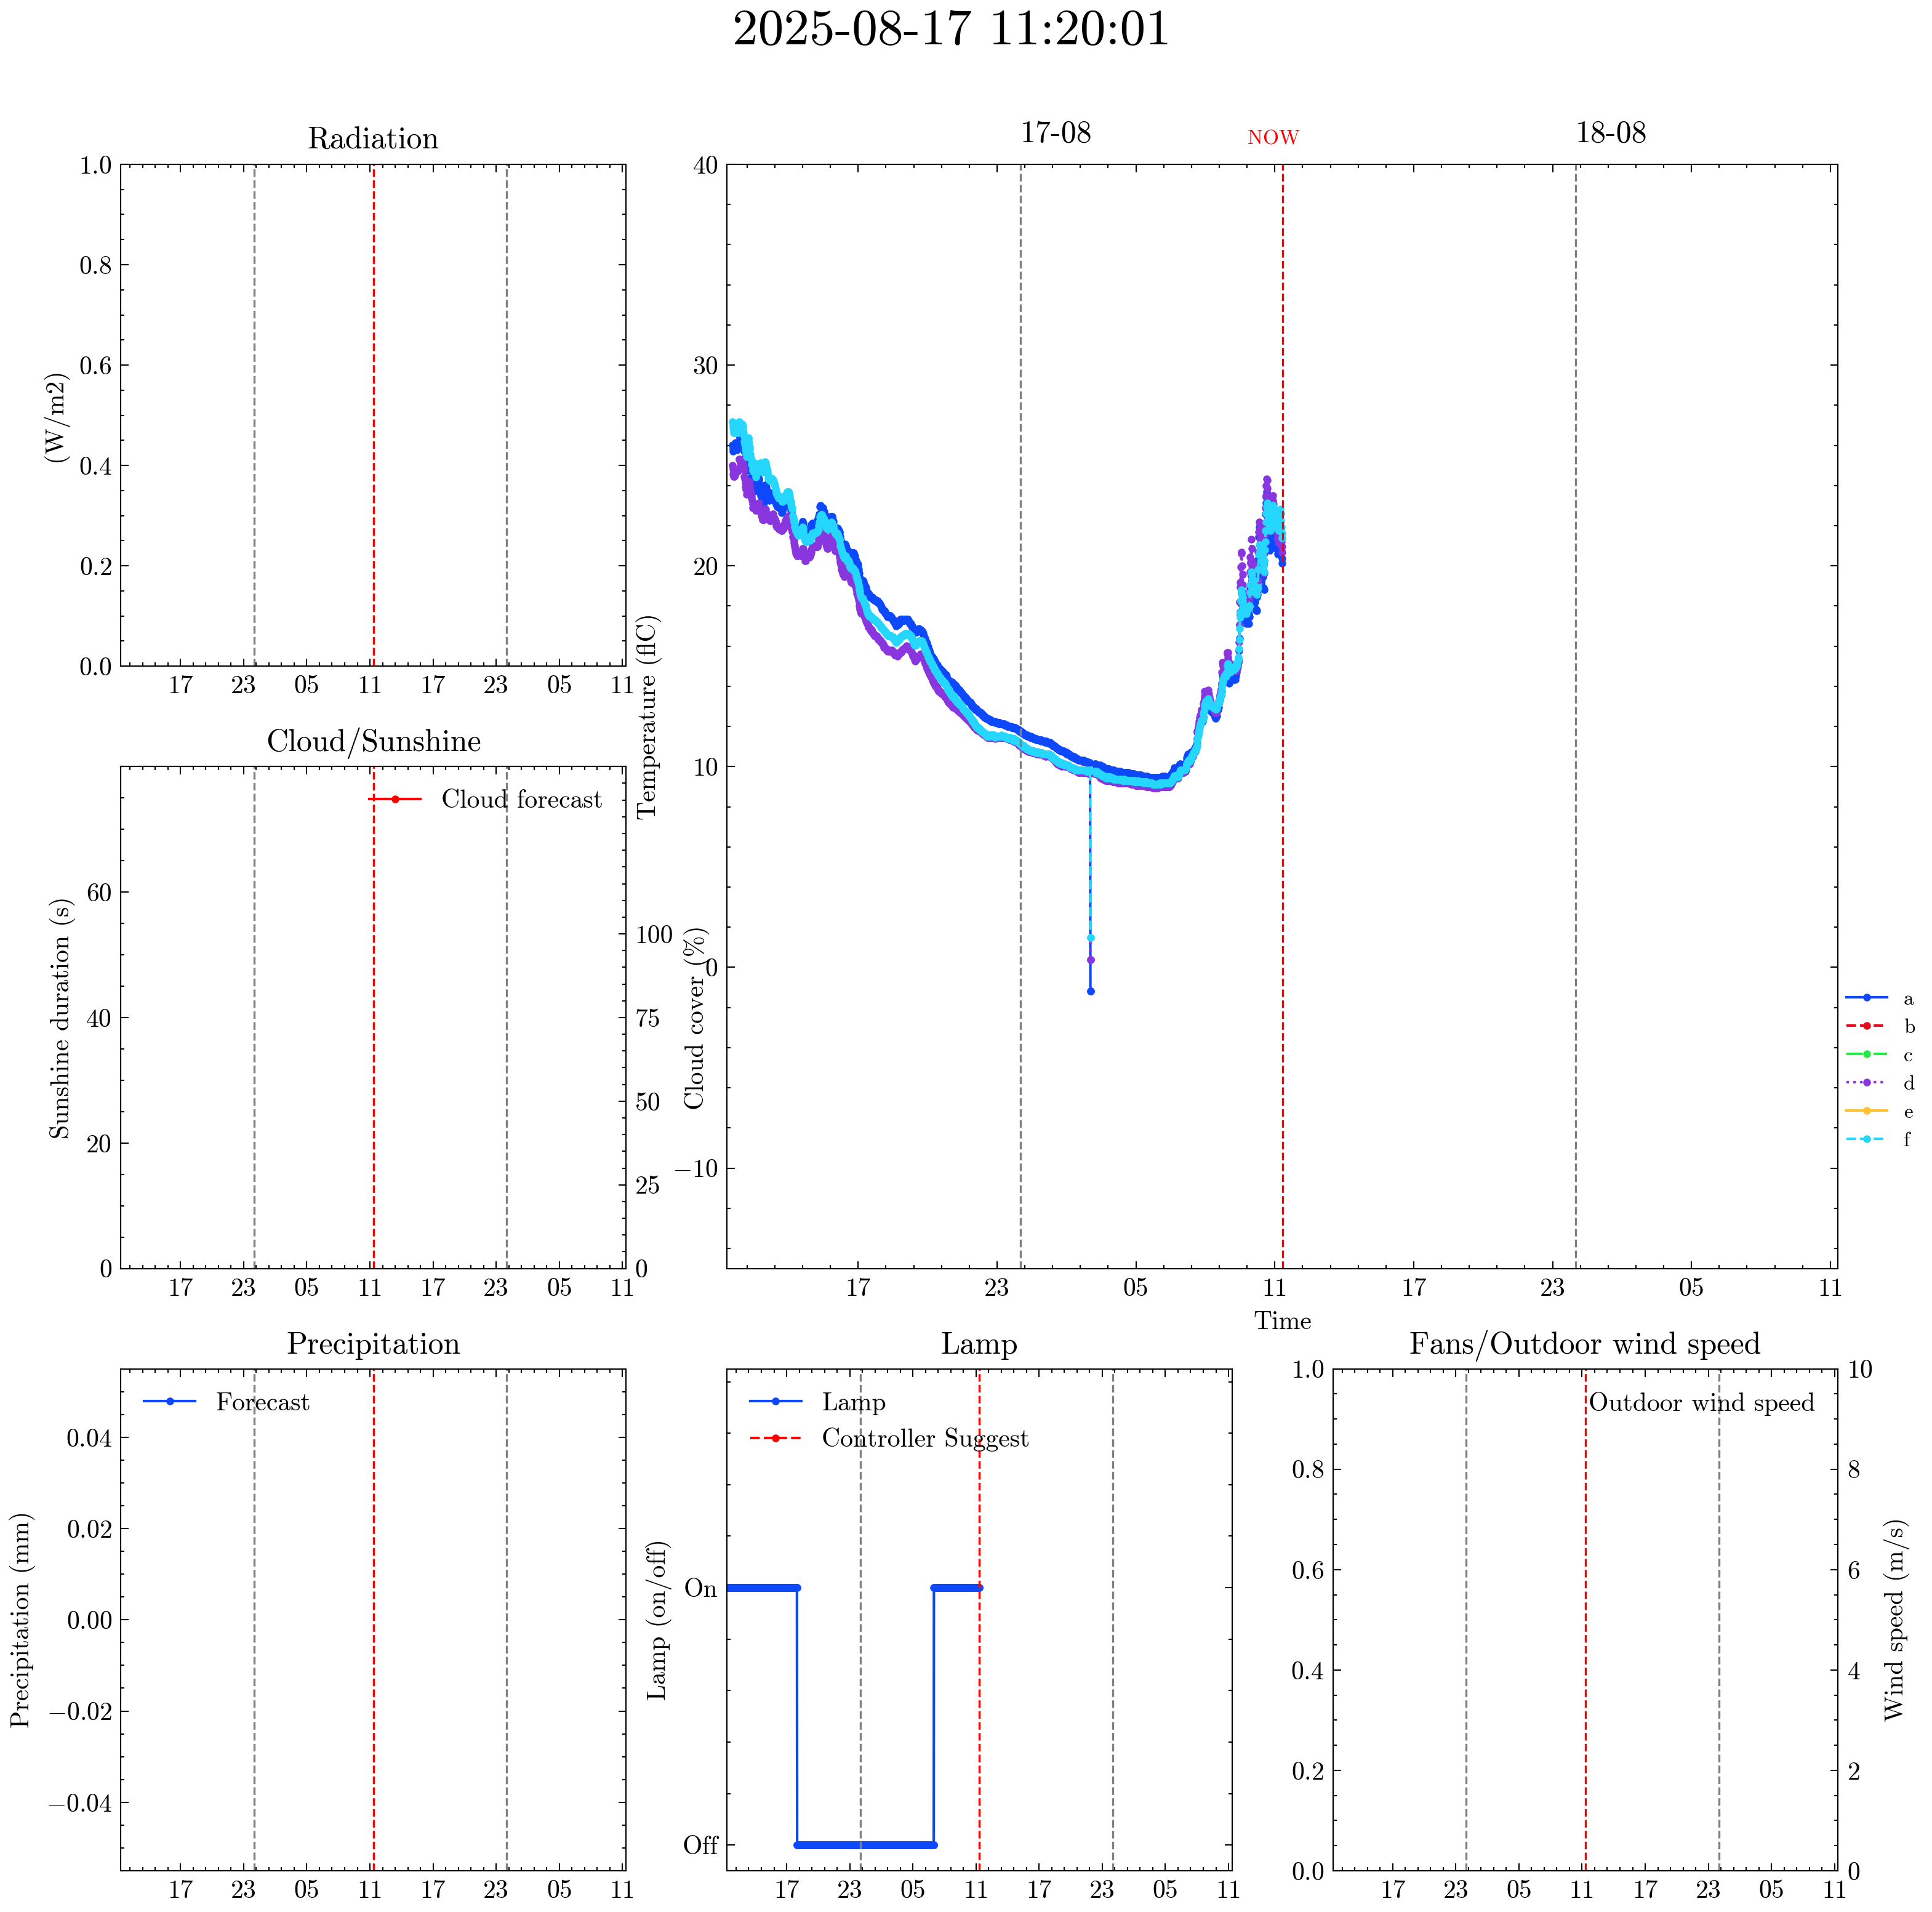 2025-08-17 11:20:01
Radiation
(W/m2)
1.0
0.8
0.6
0.4
0.2
0.0
17 23 05 11 17 23 05 11
17-08
NOW
18-08
Temperature (flC)
40
30
20
10
0
−10
17 23 05 11 17 23 05 11
Time
a
b
c
d
e
f
Cloud/Sunshine
Cloud forecast
Sunshine duration (s)
60
40
20
0
Cloud cover (%)
100
75
50
25
0
17 23 05 11 17 23 05 11
Precipitation
Forecast
Precipitation (mm)
0.04
0.02
0.00
−0.02
−0.04
17 23 05 11 17 23 05 11
Lamp
Lamp
Controller Suggest
Lamp (on/off)
On
Off
17 23 05 11 17 23 05 11
Fans/Outdoor wind speed
Outdoor wind speed
1.0
0.8
0.6
0.4
0.2
0.0
10
8
6
4
2
0
Wind speed (m/s)
17 23 05 11 17 23 05 11